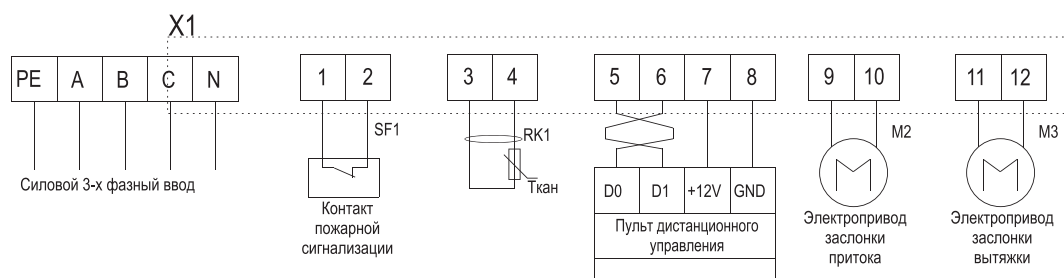 X1
PE A B C N
1 2
3 4
5 6 7 8
9 10
11 12
SF1
RK1
M2
M3
Силовой 3-х фазный ввод
Контакт
пожарной
сигнализации
Tкан
D0 D1 +12V GND
Пульт дистанционного
управления
M
Электропривод
заслонки
притока
M
Электропривод
заслонки
вытяжки